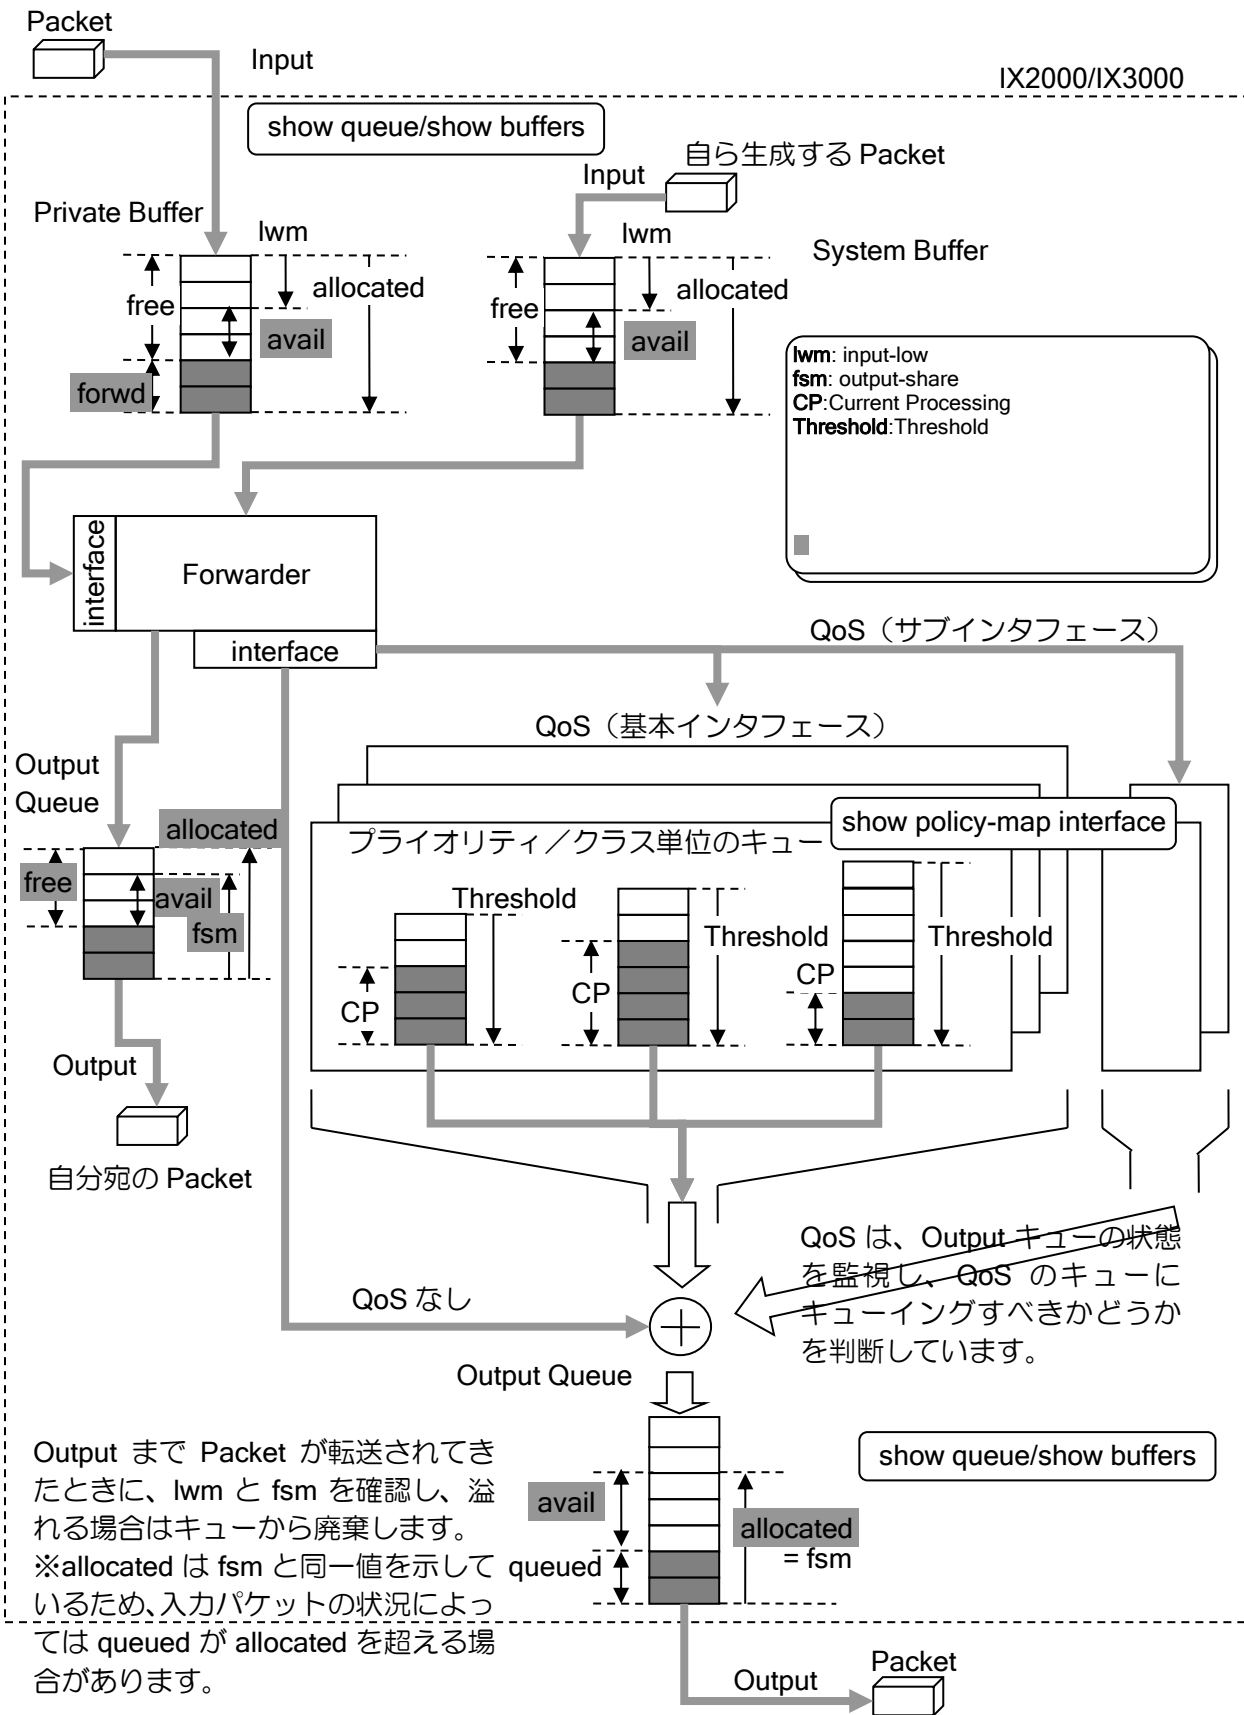 Packet
Input
IX2000/IX3000
show queue/show buffers
自ら生成する Packet
Input
Private Buffer
lwm
lwm
System Buffer
free
allocated
avail
forwd
free
allocated
avail
lwm: input-low
fsm: output-share
CP:Current Processing
Threshold:Threshold
interface
Forwarder
interface
QoS（サブインタフェース）
QoS（基本インタフェース）
Output
Queue
allocated
free
avail
fsm
show policy-map interface
プライオリティ／クラス単位のキュー
Threshold
Threshold
Threshold
CP
CP
CP
Output
自分宛の Packet
QoS は、Output キューの状態
を監視し、QoS のキューに
キューイングすべきかどうか
を判断しています。
QoS なし
Output Queue
Output まで Packet が転送されてき
たときに、lwm と fsm を確認し、溢
れる場合はキューから廃棄します。
※allocated は fsm と同一値を示して
いるため、入力パケットの状況によっ
ては queued が allocated を超える場
合があります。
show queue/show buffers
avail
allocated
= fsm
queued
Output
Packet